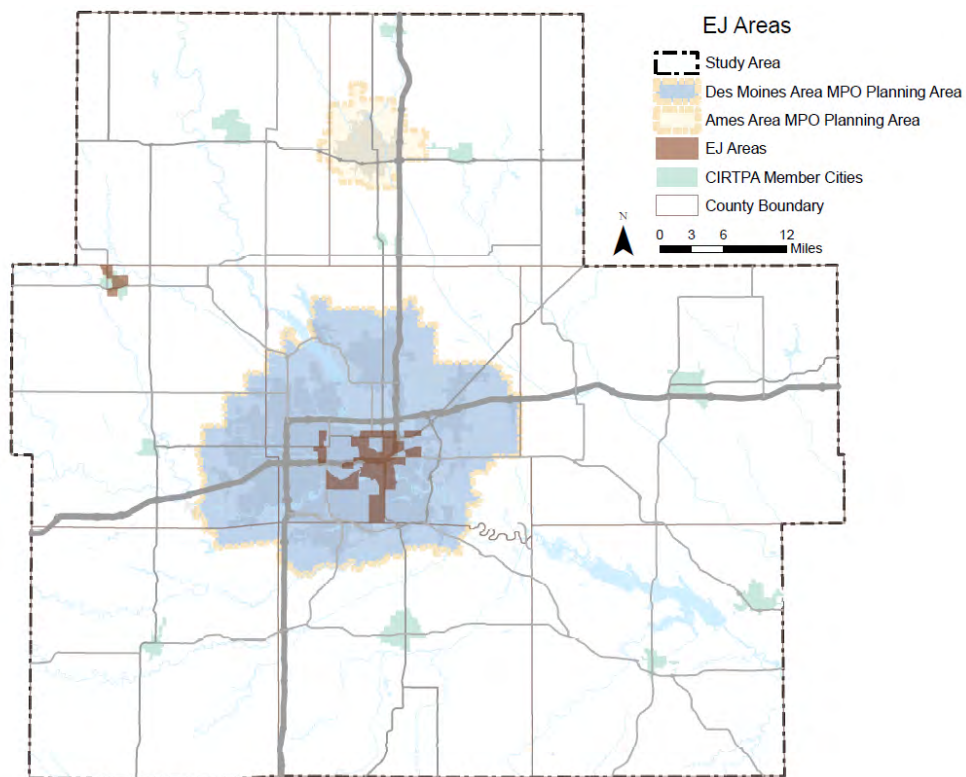 EJ Areas
Study Area
Des Moines Area MPO Planning Area
Ames Area MPO Planning Area
EJ Areas
CIRTPA Member Cities
County Boundary
N
0 3 6 12
Miles